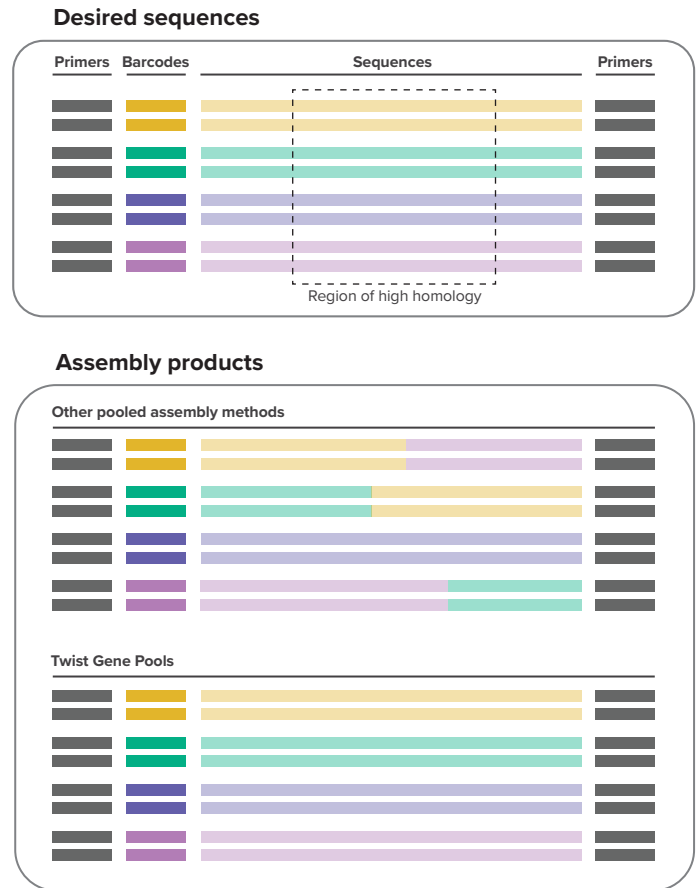 Desired sequences
Primers Barcodes Sequences Primers
Region of high homology
Assembly products
Other pooled assembly methods
Twist Gene Pools